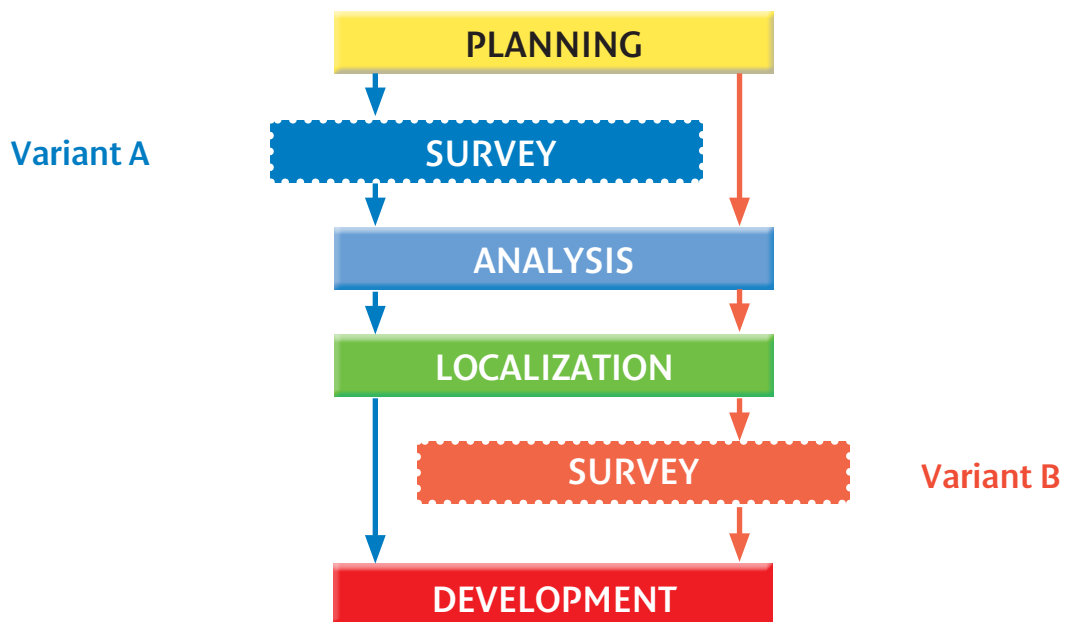 PLANNING
Variant A
SURVEY
ANALYSIS
LOCALIZATION
SURVEY
Variant B
DEVELOPMENT